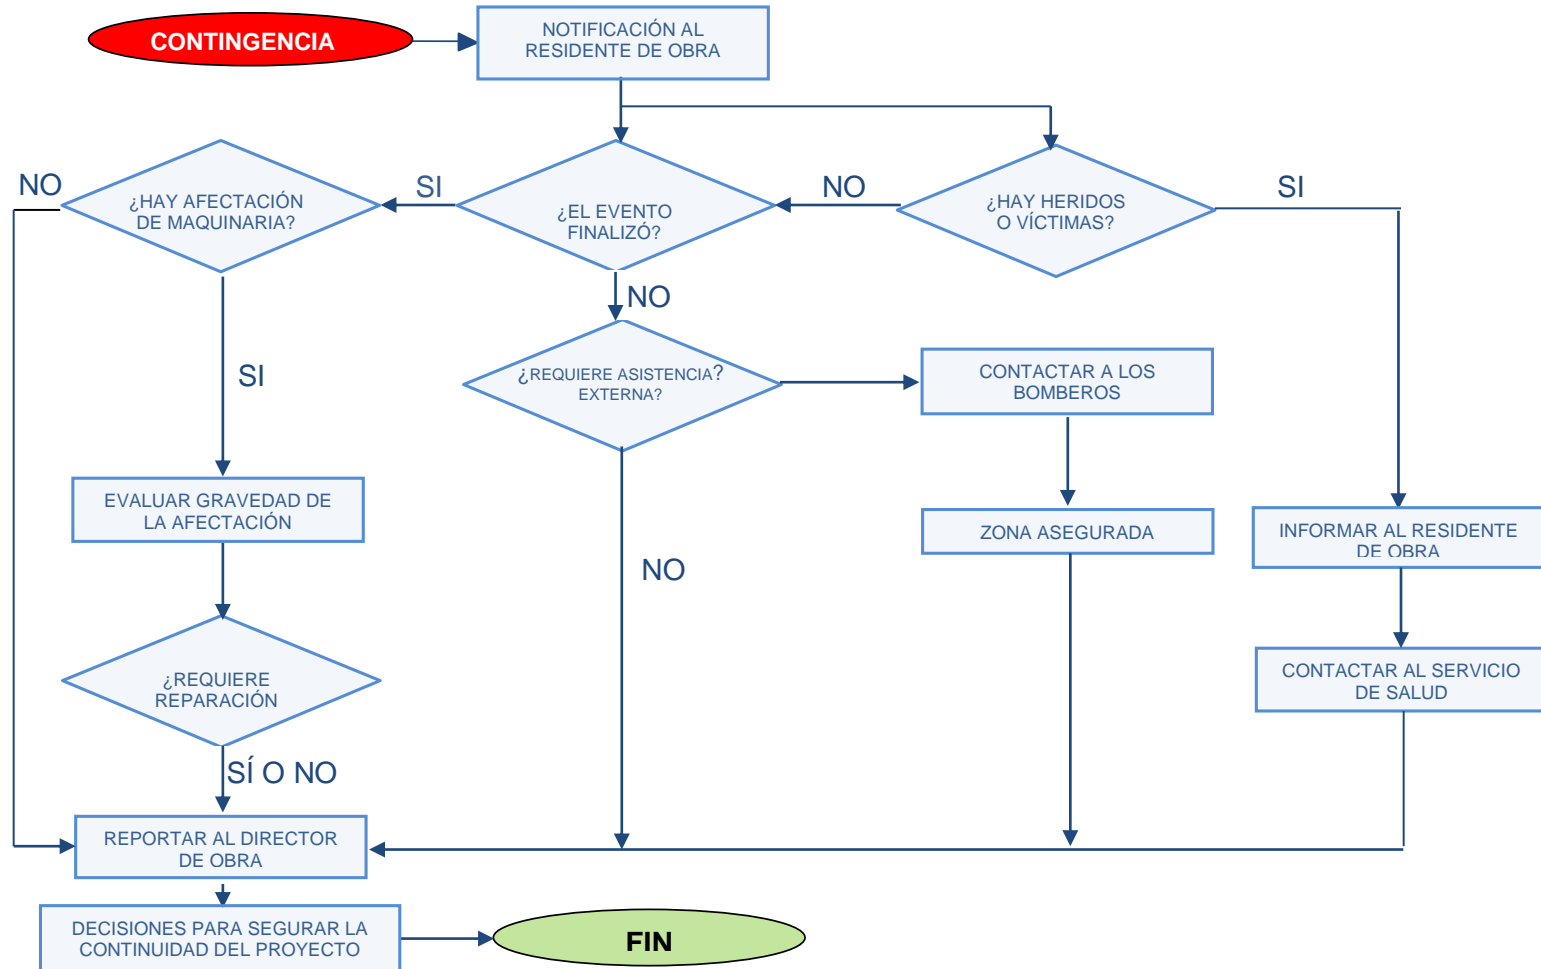 CONTINGENCIA
NOTIFICACIÓN AL
RESIDENTE DE OBRA
NO
¿HAY AFECTACIÓN
DE MAQUINARIA?
SI
¿EL EVENTO
FINALIZÓ?
NO
¿HAY HERIDOS
O VÍCTIMAS?
SI
NO
SI
¿REQUIERE ASISTENCIA?
EXTERNA?
CONTACTAR A LOS
BOMBEROS
EVALUAR GRAVEDAD DE
LA AFECTACIÓN
NO
ZONA ASEGURADA
INFORMAR AL RESIDENTE
DE OBRA
¿REQUIERE
REPARACIÓN
CONTACTAR AL SERVICIO
DE SALUD
SÍ O NO
REPORTAR AL DIRECTOR
DE OBRA
DECISIONES PARA SEGURAR LA
CONTINUIDAD DEL PROYECTO
FIN